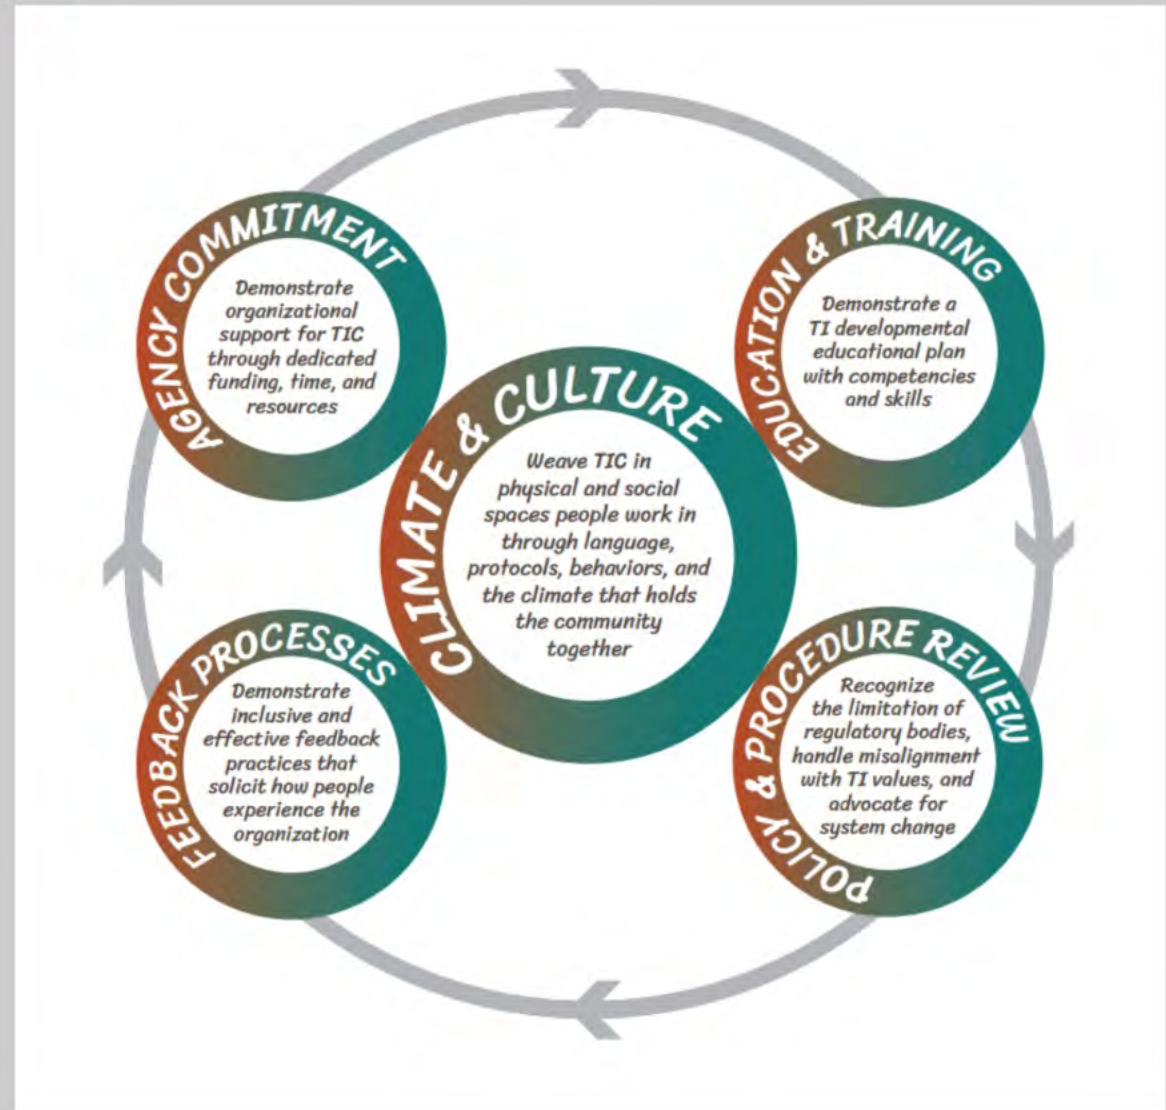 AGENCY COMMITMENT
Demonstrate
organizational
support for TIC
through dedicated
funding, time, and
resources
EDUCATION & TRAINING
Demonstrate a
TI developmental
educational plan
with competencies
and skills
CLIMATE & CULTURE
Weave TIC in
physical and social
spaces people work in
through language,
protocols, behaviors, and
the climate that holds
the community
together
FEEDBACK PROCESSES
Demonstrate
inclusive and
effective feedback
practices that
solicit how people
experience the
organization
POLICY & PROCEDURE REVIEW
Recognize
the limitation of
regulatory bodies,
handle misalignment
with TI values, and
advocate for
system change